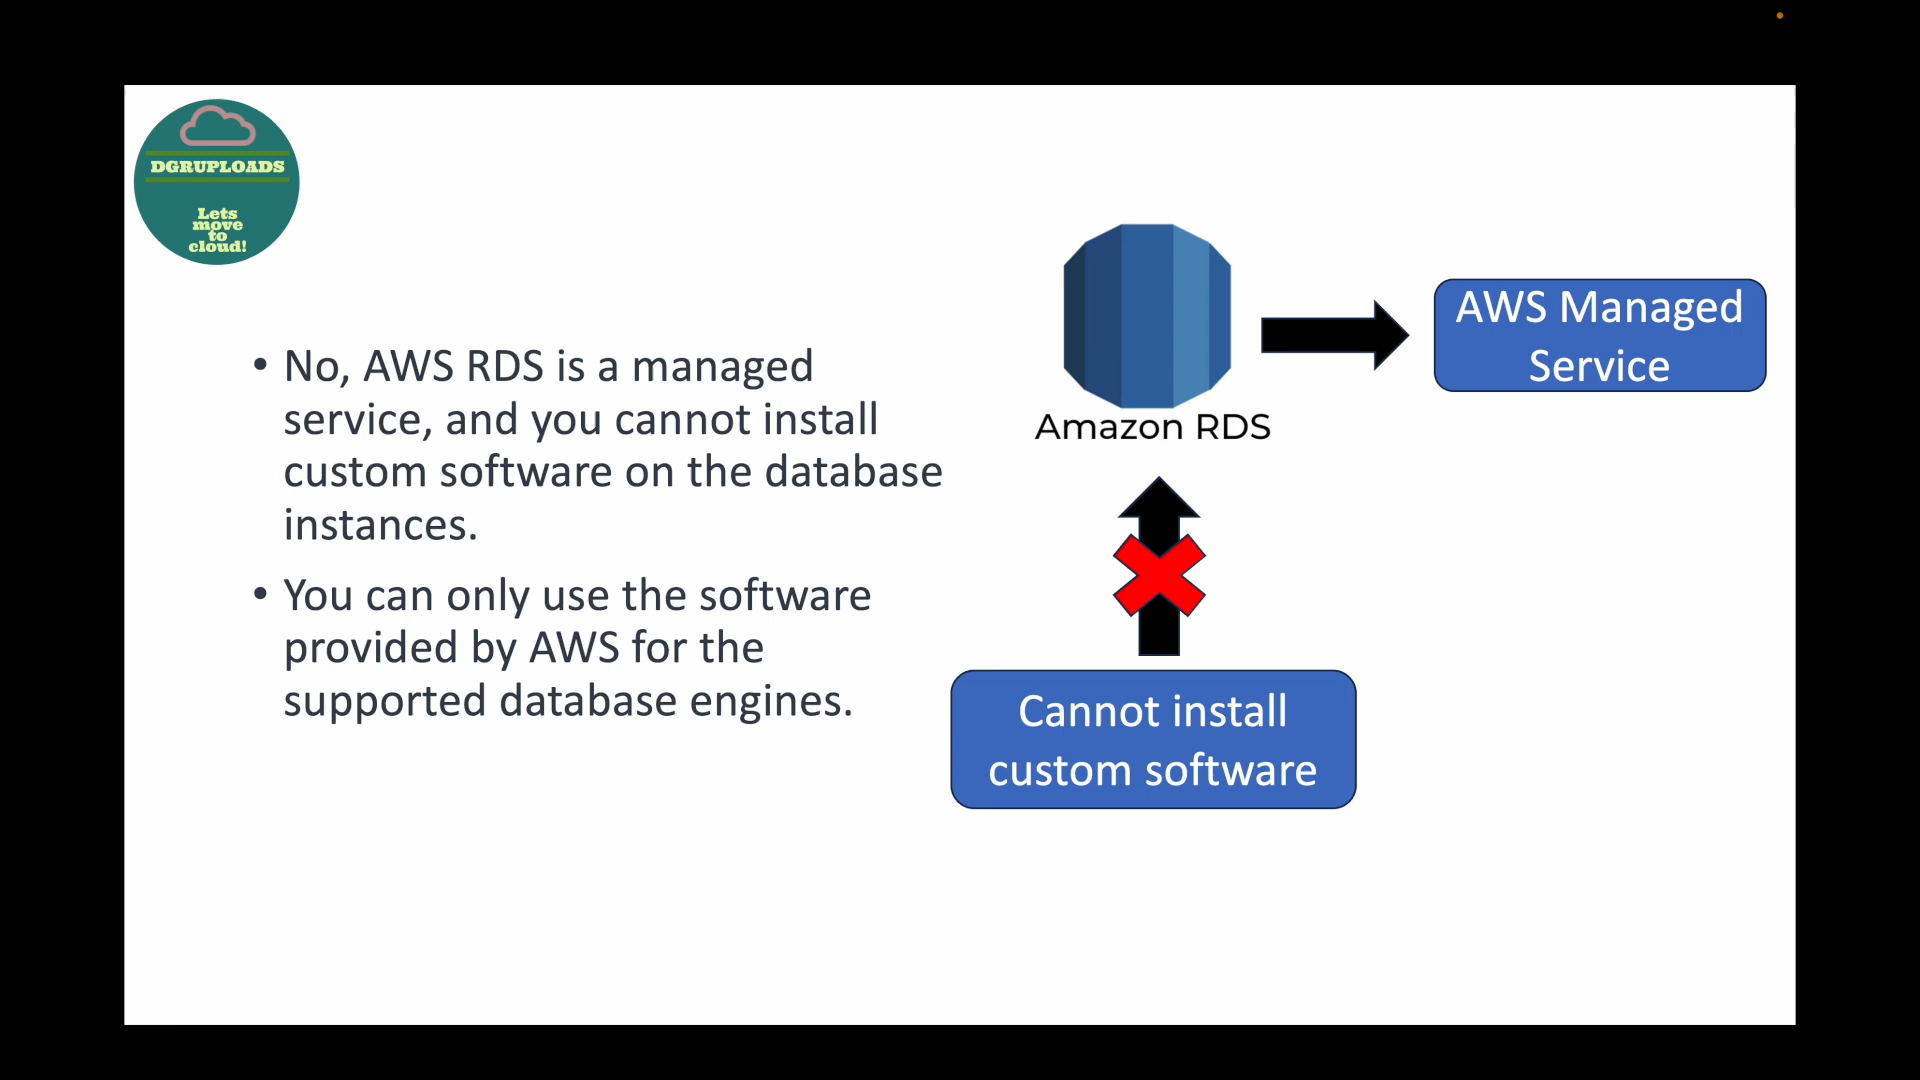 DGRUPLOADS
Lets
move
to
cloud!
• No, AWS RDS is a managed
service, and you cannot install
custom software on the database
instances.
• You can only use the software
provided by AWS for the
supported database engines.
Amazon RDS
AWS Managed
Service
Cannot install
custom software